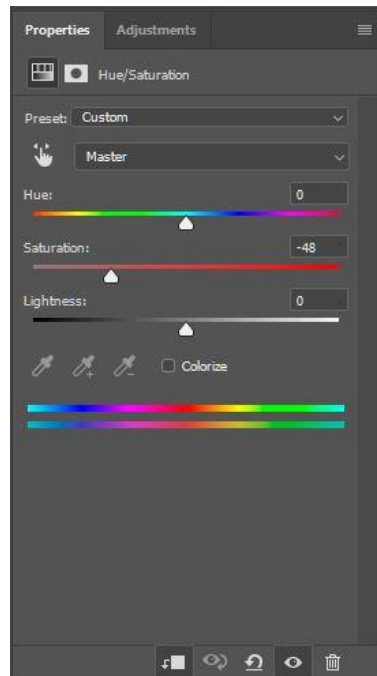 Properties Adjustments
Hue/Saturation
Preset: Custom
Master
Hue: 0
Saturation: -48
Lightness: 0
Colorize